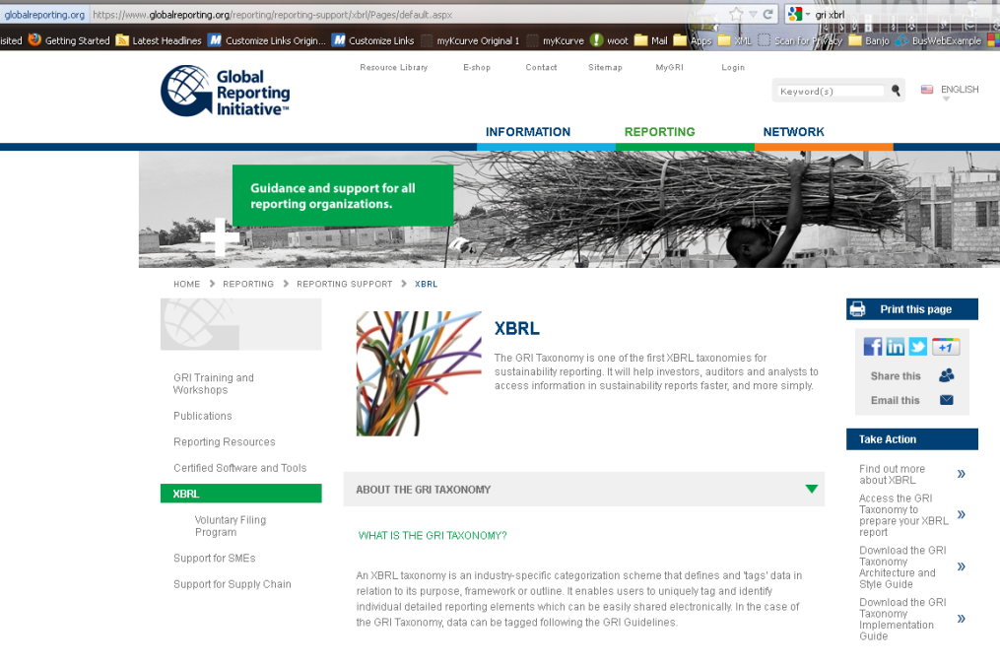 globalreporting.org https://www.globalreporting.org/reporting/reporting-support/xbrl/Pages/default.aspx
gri xbrl
isited Getting Started Latest Headlines Customize Links Origin... Customize Links myKcurve Original 1 myKcurve woot Mail Apps XML Scan for Privacy Banjo BusWebExample
Resource Library E-shop Contact Sitemap MyGRI Login
Global
Reporting
Initiative™
Keyword(s)
ENGLISH
INFORMATION REPORTING NETWORK
Guidance and support for all
reporting organizations.
HOME REPORTING REPORTING SUPPORT XBRL
GRI Training and
Workshops
Publications
Reporting Resources
Certified Software and Tools
XBRL
Voluntary Filing
Program
Support for SMEs
Support for Supply Chain
XBRL
The GRI Taxonomy is one of the first XBRL taxonomies for
sustainability reporting. It will help investors, auditors and analysts to
access information in sustainability reports faster, and more simply.
ABOUT THE GRI TAXONOMY
WHAT IS THE GRI TAXONOMY?
An XBRL taxonomy is an industry-specific categorization scheme that defines and 'tags' data in
relation to its purpose, framework or outline. It enables users to uniquely tag and identify
individual detailed reporting elements which can be easily shared electronically. In the case of
the GRI Taxonomy, data can be tagged following the GRI Guidelines.
Print this page
f in +1
Share this
Email this
Take Action
Find out more
about XBRL
Access the GRI
Taxonomy to
prepare your XBRL
report
Download the GRI
Taxonomy
Architecture and
Style Guide
Download the GRI
Taxonomy
Implementation
Guide